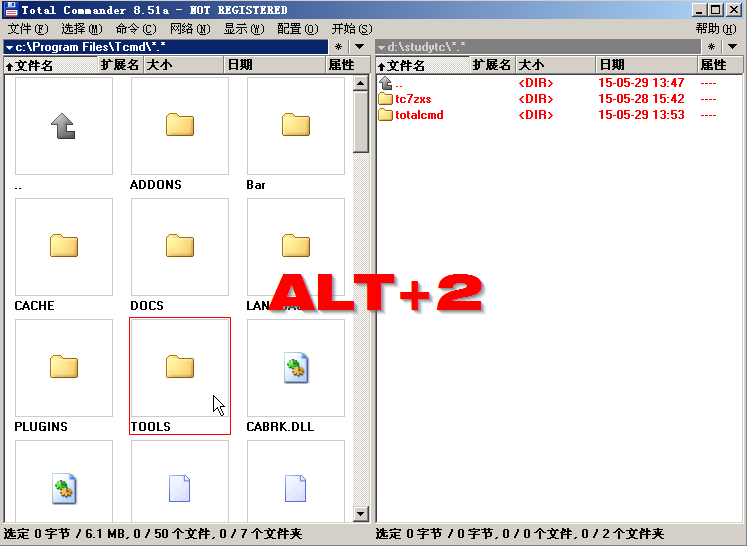 Total Commander 8.51a - NOT REGISTERED
文件(F) 选择(M) 命令(C) 网络(N) 显示(W) 配置(O) 开始(S) 帮助(H)
c:\Program Files\Tcmd\*.* * d:\studytc\*.* *
文件名 扩展名 大小 日期 属性 文件名 扩展名 大小 日期 属性
.. <DIR> 15-05-29 13:47 ----
tc7zxs <DIR> 15-05-28 15:42 ----
totalcmd <DIR> 15-05-29 13:53 ----
.. ADDONS Bar
CACHE DOCS
ALT+2
PLUGINS TOOLS CABRK.DLL
选定 0 字节 / 6.1 MB, 0 / 50 个文件, 0 / 7 个文件夹
选定 0 字节 / 0 字节, 0 / 0 个文件, 0 / 2 个文件夹